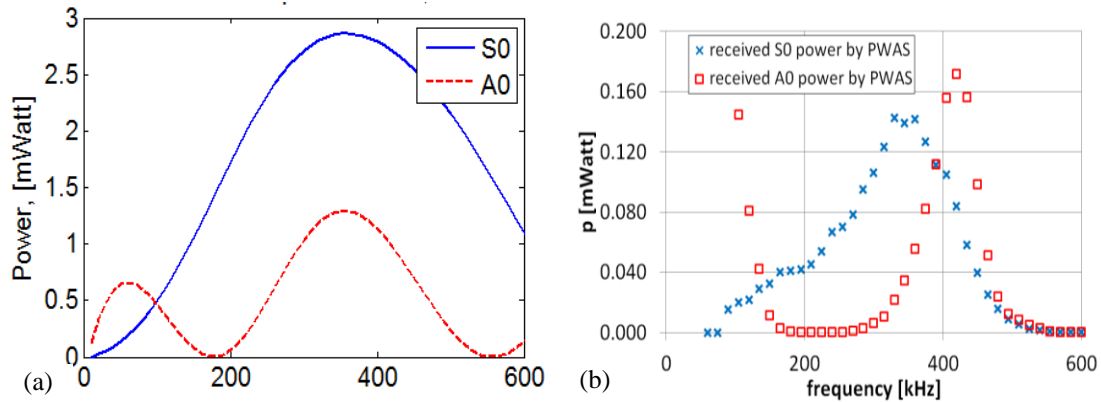 3
2.5
2
1.5
1
0.5
0
Power, [mWatt]
S0
A0
0
200
400
600
(a)
0.200
0.160
0.120
0.080
0.040
0.000
p [mWatt]
received S0 power by PWAS
received A0 power by PWAS
0
200
400
600
frequency [kHz]
(b)